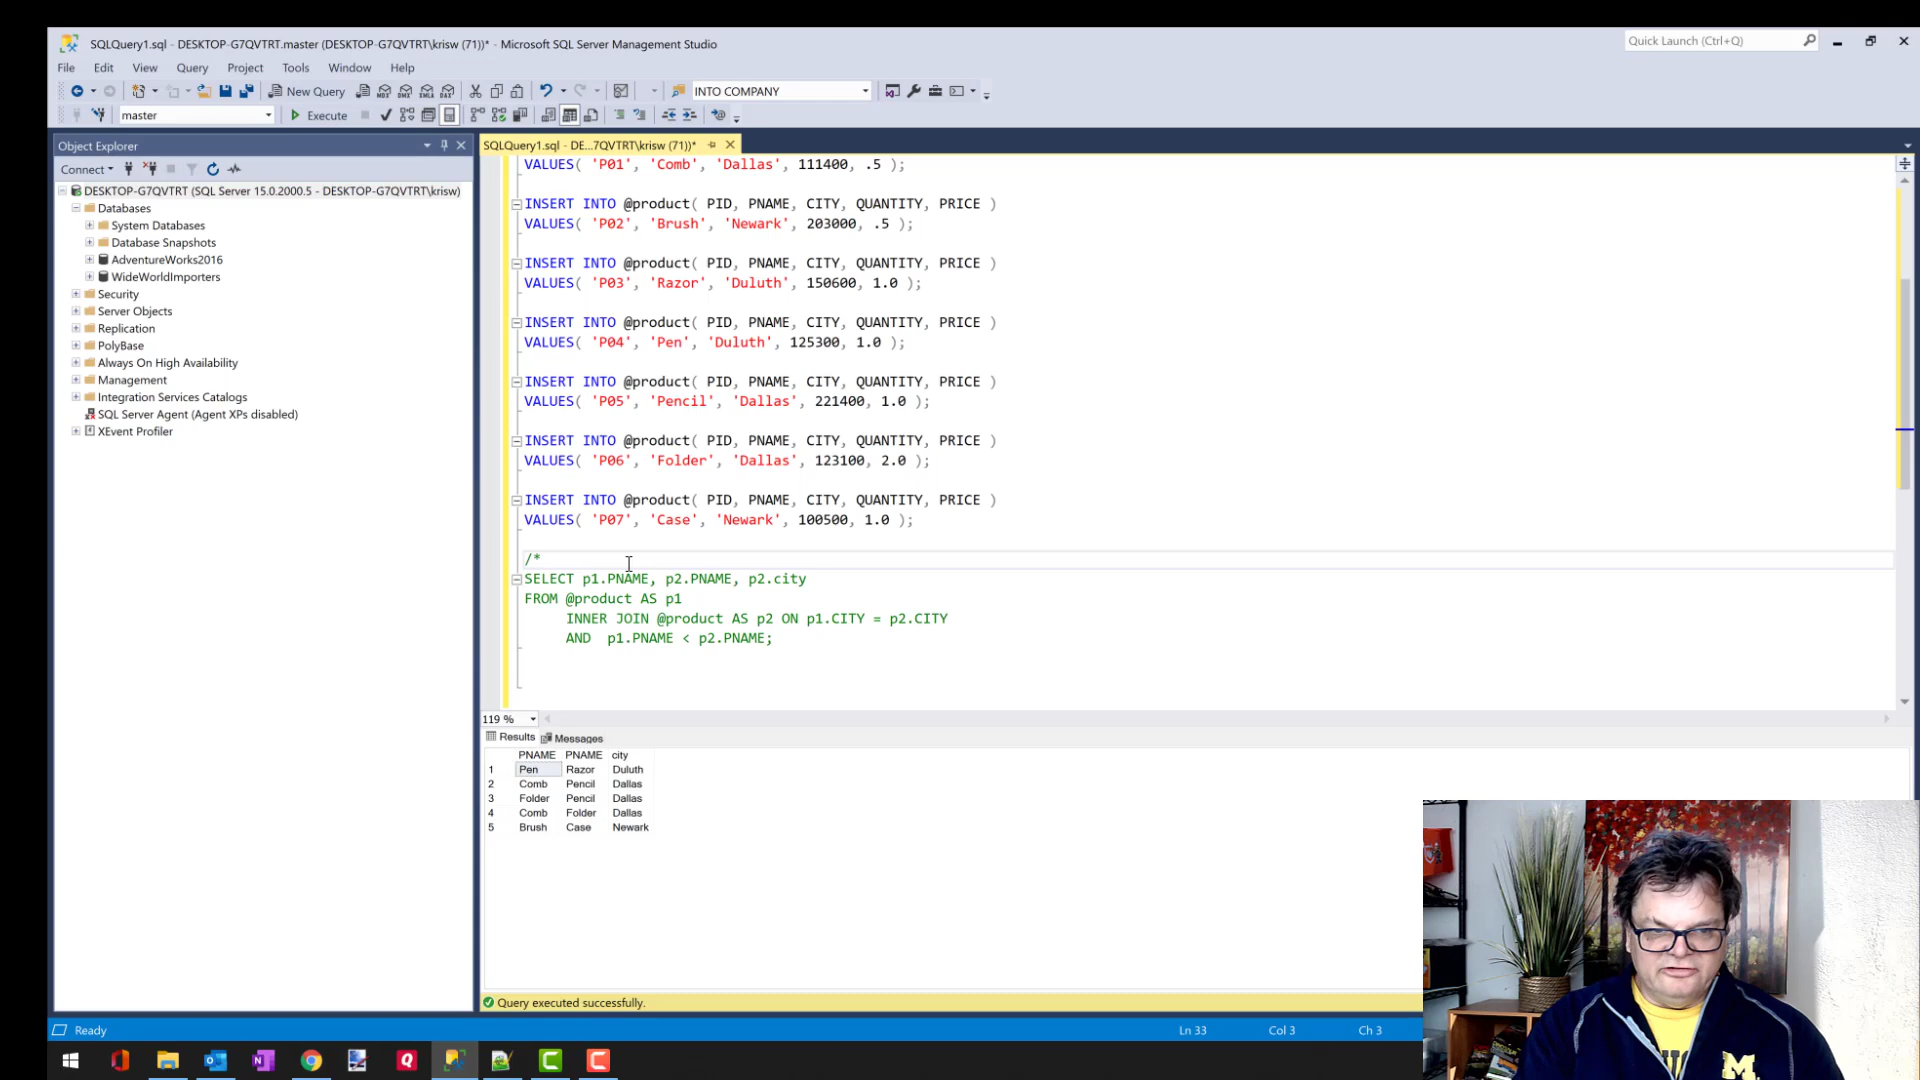 SQLQuery1.sql - DESKTOP-G7QVTRT.master (DESKTOP-G7QVTRT\krisw (71))* - Microsoft SQL Server Management Studio
Quick Launch (Ctrl+Q)
File Edit View Query Project Tools Window Help
New Query
INTO COMPANY
master
Execute
Object Explorer
Connect
DESKTOP-G7QVTRT (SQL Server 15.0.2000.5 - DESKTOP-G7QVTRT\krisw)
Databases
System Databases
Database Snapshots
AdventureWorks2016
WideWorldImporters
Security
Server Objects
Replication
PolyBase
Always On High Availability
Management
Integration Services Catalogs
SQL Server Agent (Agent XPs disabled)
XEvent Profiler
SQLQuery1.sql - DE...7QVTRT\krisw (71))*
VALUES( 'P01', 'Comb', 'Dallas', 111400, .5 );
INSERT INTO @product( PID, PNAME, CITY, QUANTITY, PRICE )
VALUES( 'P02', 'Brush', 'Newark', 203000, .5 );
INSERT INTO @product( PID, PNAME, CITY, QUANTITY, PRICE )
VALUES( 'P03', 'Razor', 'Duluth', 150600, 1.0 );
INSERT INTO @product( PID, PNAME, CITY, QUANTITY, PRICE )
VALUES( 'P04', 'Pen', 'Duluth', 125300, 1.0 );
INSERT INTO @product( PID, PNAME, CITY, QUANTITY, PRICE )
VALUES( 'P05', 'Pencil', 'Dallas', 221400, 1.0 );
INSERT INTO @product( PID, PNAME, CITY, QUANTITY, PRICE )
VALUES( 'P06', 'Folder', 'Dallas', 123100, 2.0 );
INSERT INTO @product( PID, PNAME, CITY, QUANTITY, PRICE )
VALUES( 'P07', 'Case', 'Newark', 100500, 1.0 );
/*
SELECT p1.PNAME, p2.PNAME, p2.city
FROM @product AS p1
INNER JOIN @product AS p2 ON p1.CITY = p2.CITY
AND p1.PNAME < p2.PNAME;
119 %
Results Messages
PNAME PNAME city
1 Pen Razor Duluth
2 Comb Pencil Dallas
3 Folder Pencil Dallas
4 Comb Folder Dallas
5 Brush Case Newark
Query executed successfully.
Ready Ln 33 Col 3 Ch 3